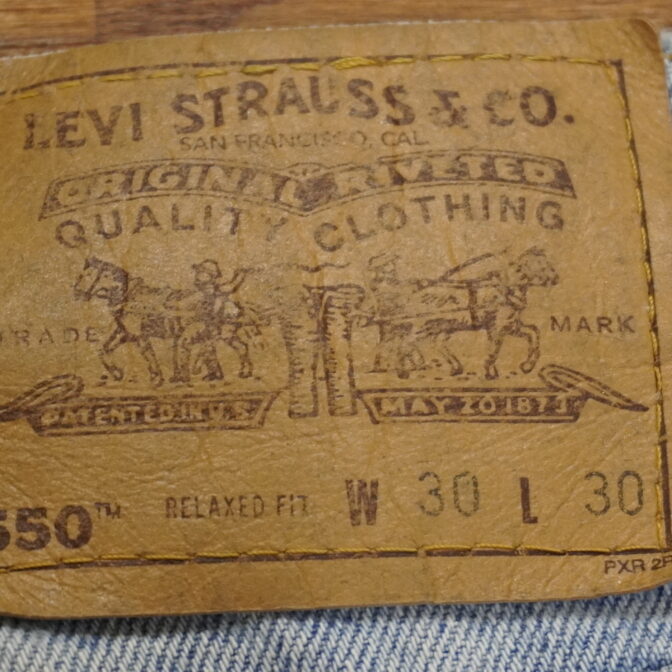 LEVI STRAUSS & CO.
SAN FRANCISCO, CAL.
ORIGINAL RIVETED
QUALITY CLOTHING
TRADE MARK
PATENTED IN U.S. MAY 20 1873
550™ RELAXED FIT W 30 L 30
PXR